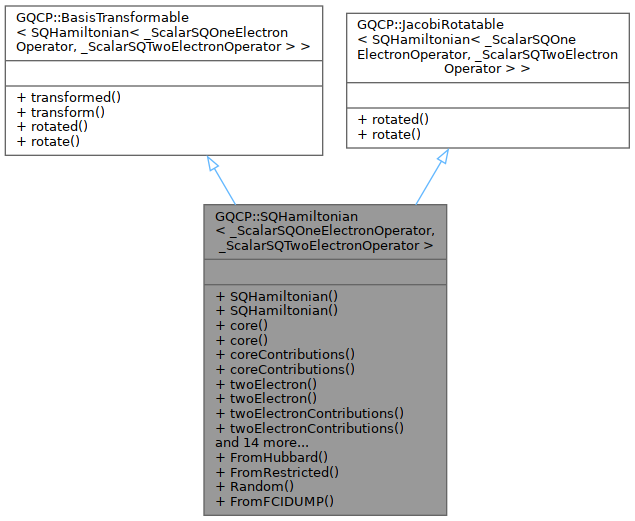 GQCP::BasisTransformable
< SQHamiltonian< _ScalarSQOneElectron
Operator, _ScalarSQTwoElectronOperator > >
+ transformed()
+ transform()
+ rotated()
+ rotate()
GQCP::JacobiRotatable
< SQHamiltonian< _ScalarSQOne
ElectronOperator, _ScalarSQTwoElectron
Operator > >
+ rotated()
+ rotate()
GQCP::SQHamiltonian
< _ScalarSQOneElectronOperator,
_ScalarSQTwoElectronOperator >
+ SQHamiltonian()
+ SQHamiltonian()
+ core()
+ core()
+ coreContributions()
+ coreContributions()
+ twoElectron()
+ twoElectron()
+ twoElectronContributions()
+ twoElectronContributions()
and 14 more...
+ FromHubbard()
+ FromRestricted()
+ Random()
+ FromFCIDUMP()